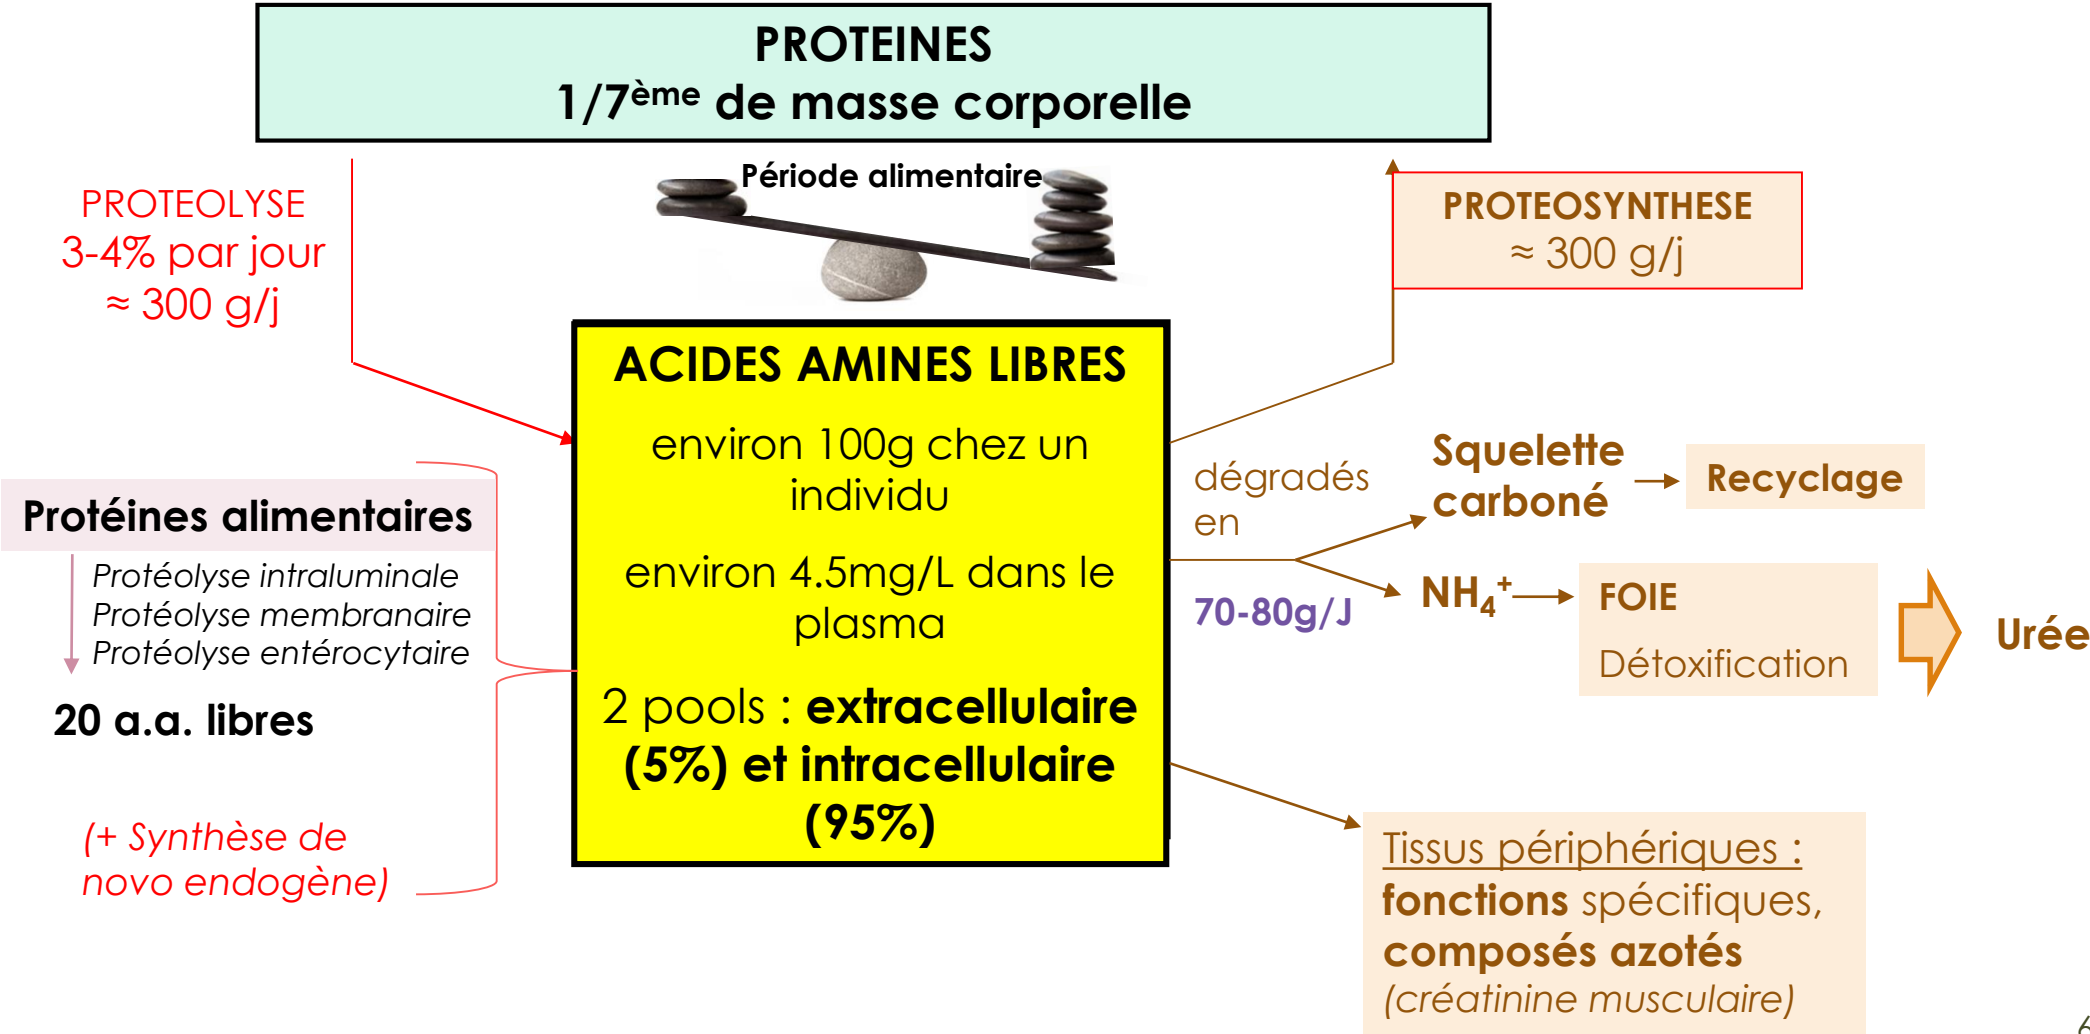 PROTEINES
1/7ème de masse corporelle
Période alimentaire
PROTEOLYSE
3-4% par jour
≈ 300 g/j
PROTEOSYNTHESE
≈ 300 g/j
ACIDES AMINES LIBRES
environ 100g chez un
individu
environ 4.5mg/L dans le
plasma
2 pools : extracellulaire
(5%) et intracellulaire
(95%)
Protéines alimentaires
Protéolyse intraluminale
Protéolyse membranaire
Protéolyse entérocytaire
20 a.a. libres
(+ Synthèse de
novo endogène)
dégradés
en
70-80g/J
Squelette
carboné
Recyclage
NH₄⁺
FOIE
Détoxification
Urée
Tissus périphériques :
fonctions spécifiques,
composés azotés
(créatinine musculaire)